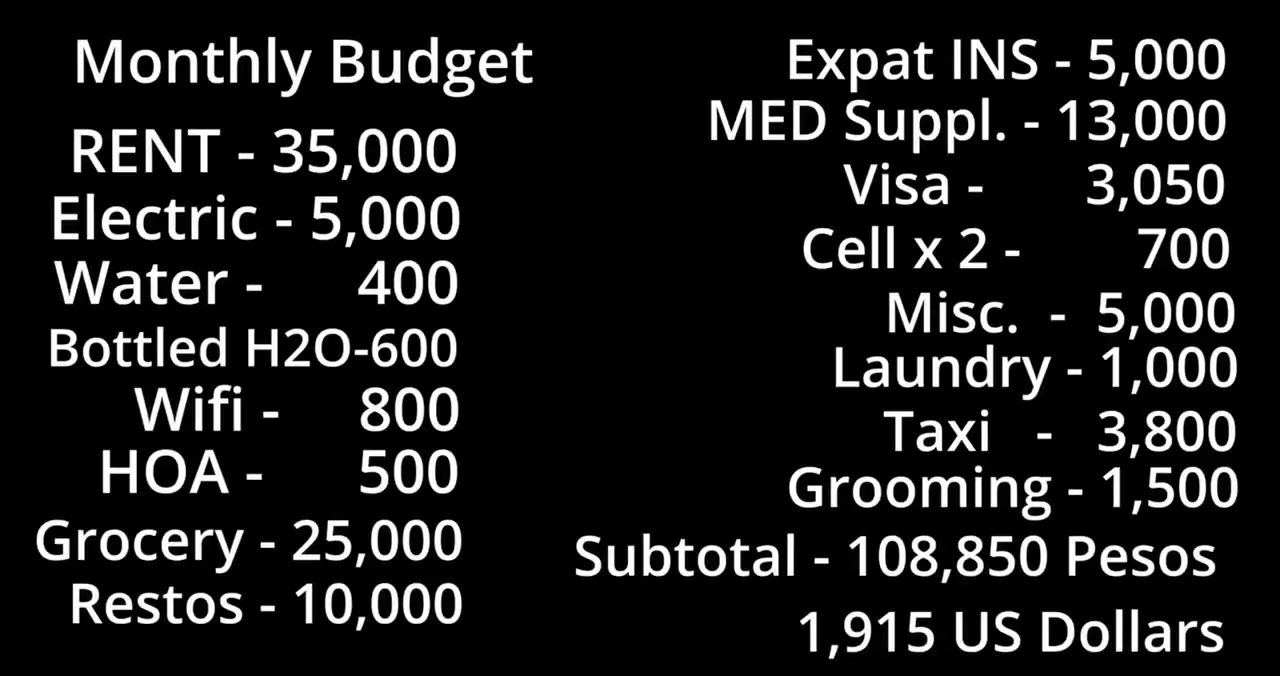 Monthly Budget
RENT - 35,000
Electric - 5,000
Water - 400
Bottled H2O-600
Wifi - 800
HOA - 500
Grocery - 25,000
Restos - 10,000
Expat INS - 5,000
MED Suppl. - 13,000
Visa - 3,050
Cell x 2 - 700
Misc. - 5,000
Laundry - 1,000
Taxi - 3,800
Grooming - 1,500
Subtotal - 108,850 Pesos
1,915 US Dollars